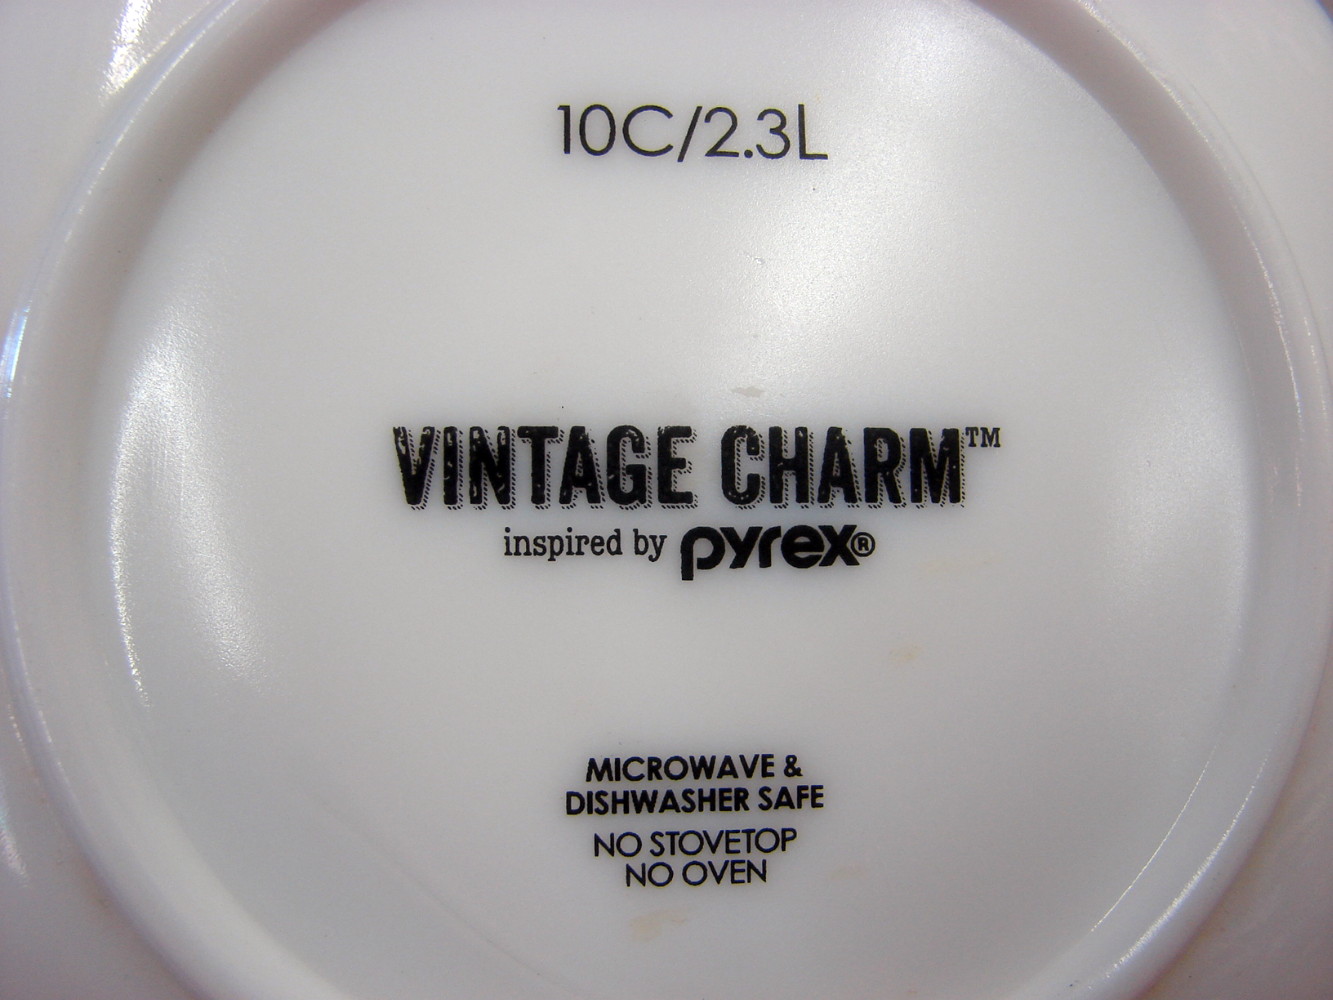 10C/2.3L
VINTAGE CHARM™
inspired by pyrex®
MICROWAVE &
DISHWASHER SAFE
NO STOVETOP
NO OVEN